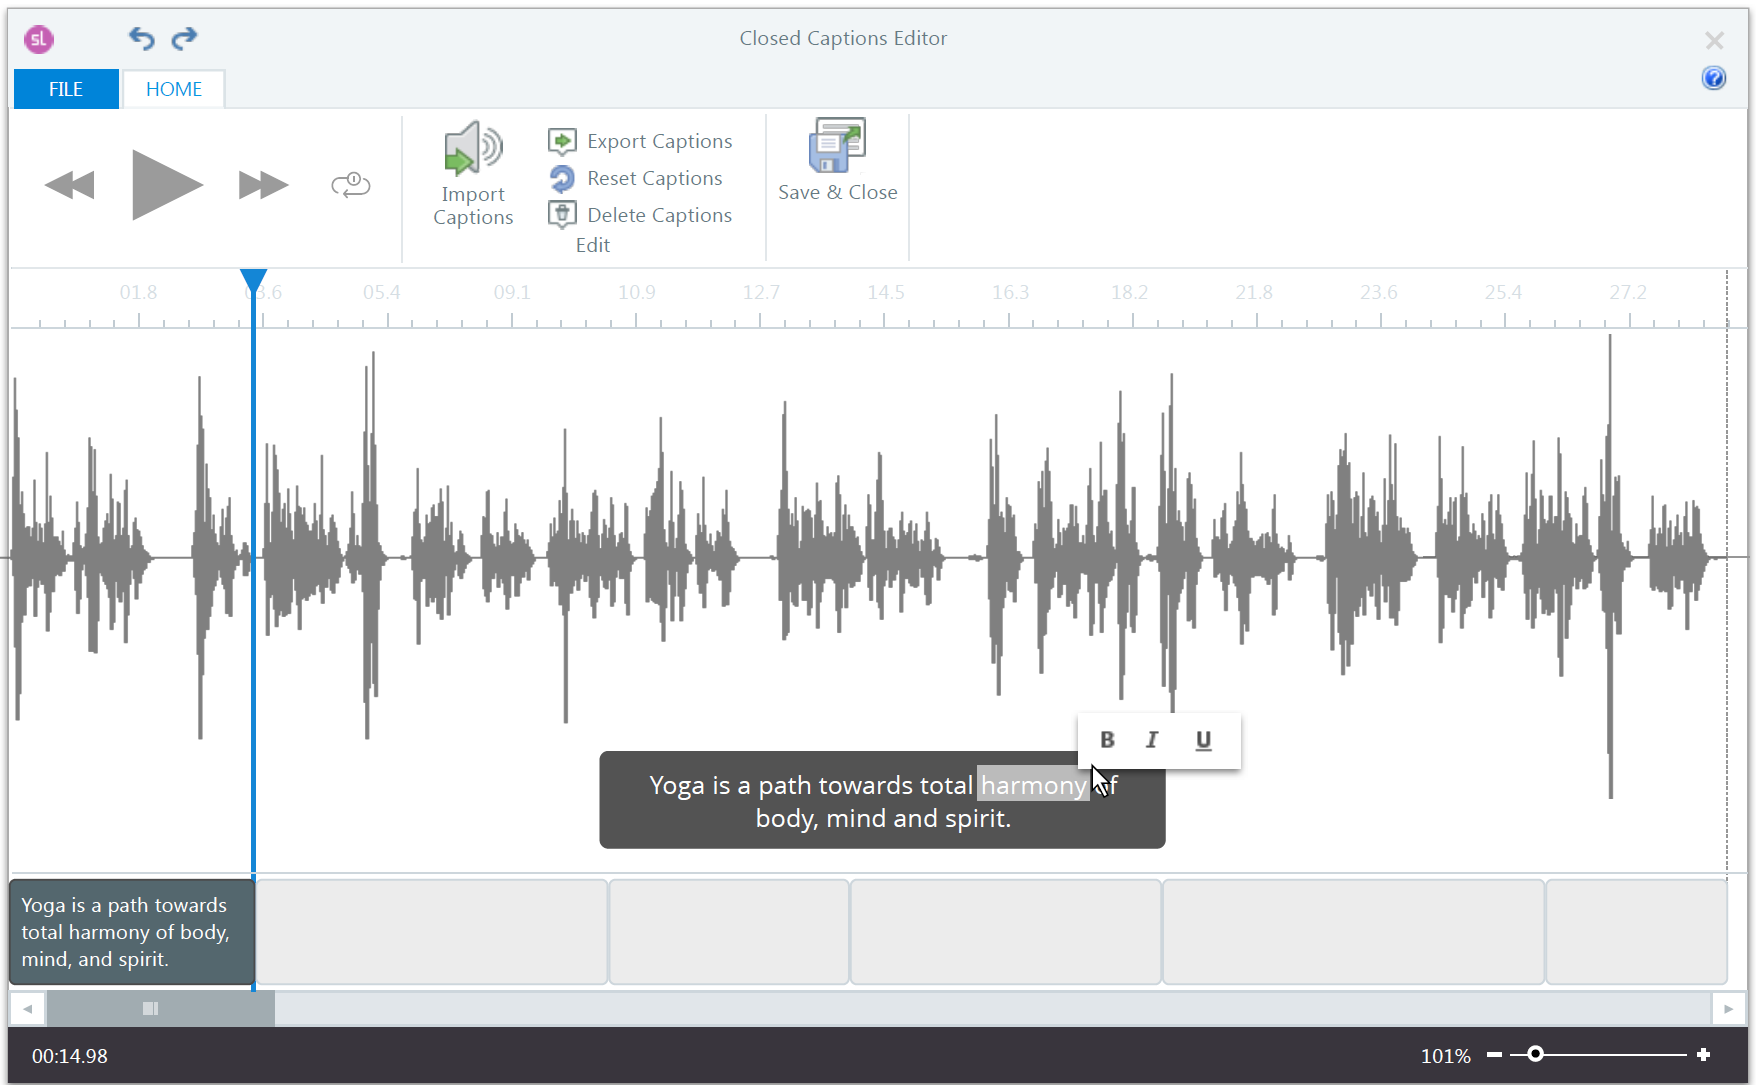 sl
Closed Captions Editor
FILE
HOME
Import
Captions
Export Captions
Reset Captions
Delete Captions
Edit
Save & Close
01.8
3.6
05.4
09.1
10.9
12.7
14.5
16.3
18.2
21.8
23.6
25.4
27.2
B I U
Yoga is a path towards total harmony of
body, mind and spirit.
Yoga is a path towards
total harmony of body,
mind, and spirit.
00:14.98
101%